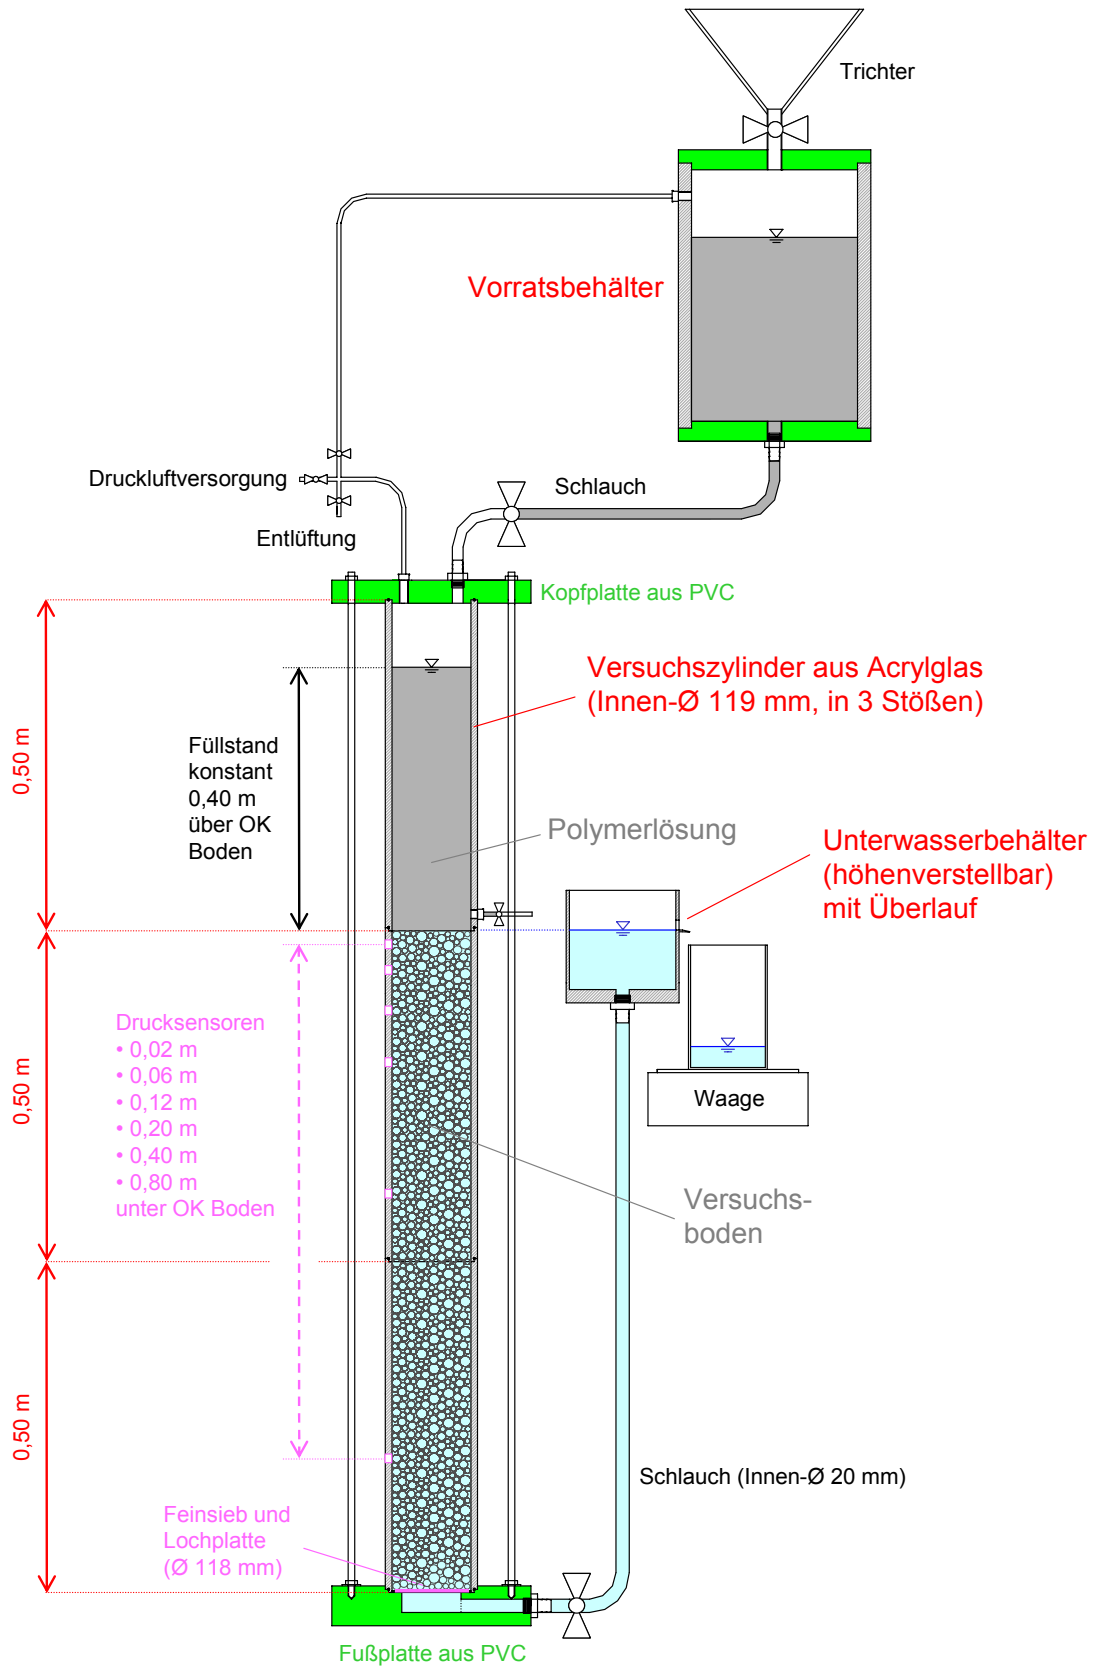 Trichter
Vorratsbehälter
Druckluftversorgung
Schlauch
Entlüftung
Kopfplatte aus PVC
Versuchszylinder aus Acrylglas
(Innen-Ø 119 mm, in 3 Stößen)
0,50 m
Füllstand
konstant
0,40 m
über OK
Boden
Polymerlösung
Unterwasserbehälter
(höhenverstellbar)
mit Überlauf
Drucksensoren
• 0,02 m
• 0,06 m
• 0,12 m
• 0,20 m
• 0,40 m
• 0,80 m
unter OK Boden
0,50 m
Waage
Versuchs-
boden
0,50 m
Schlauch (Innen-Ø 20 mm)
Feinsieb und
Lochplatte
(Ø 118 mm)
Fußplatte aus PVC